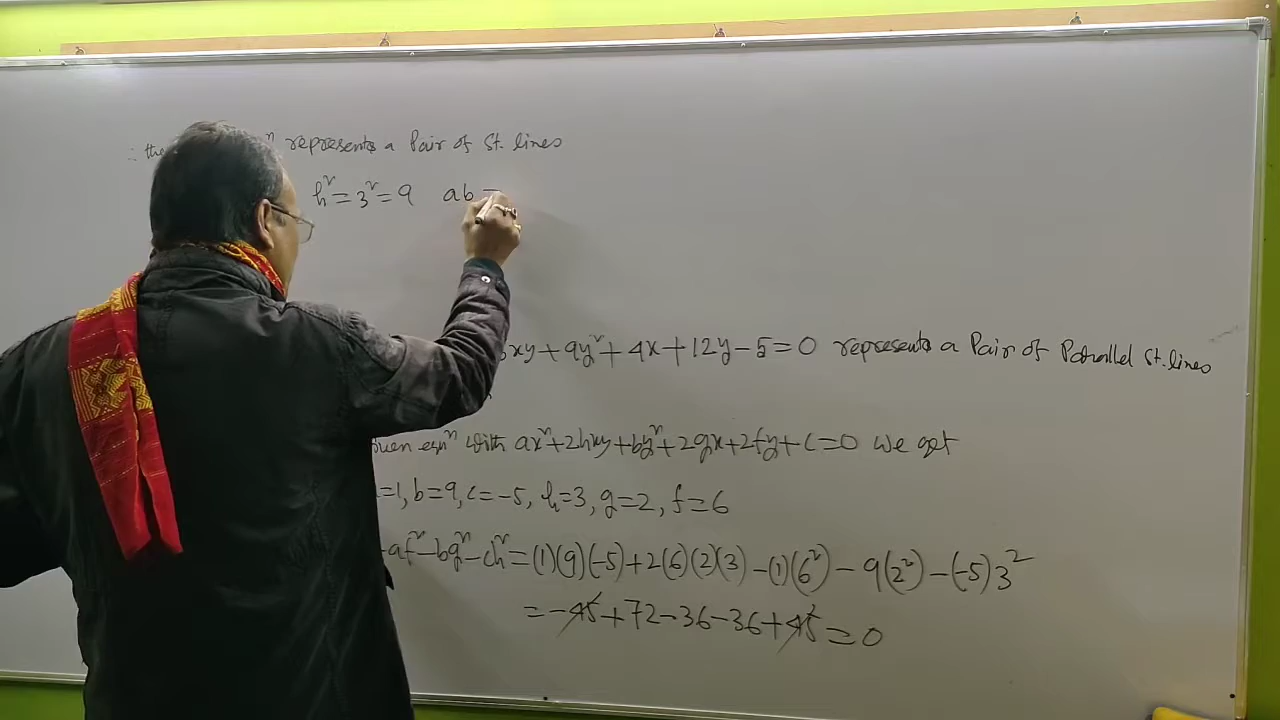 ∴ the n represents a Pair of St. lines
h² = 3² = 9 ab =
xy + 9y² + 4x + 12y - 5 = 0 represents a Pair of Parallel St. lines
eqⁿ with ax² + 2hxy + by² + 2gx + 2fy + c = 0 we get
=1, b = 9, c = -5, h = 3, g = 2, f = 6
-af² - bg² - ch² = (1)(9)(-5) + 2(6)(2)(3) - (1)(6²) - 9(2²) - (-5)3²
= -45 + 72 - 36 - 36 + 45 = 0